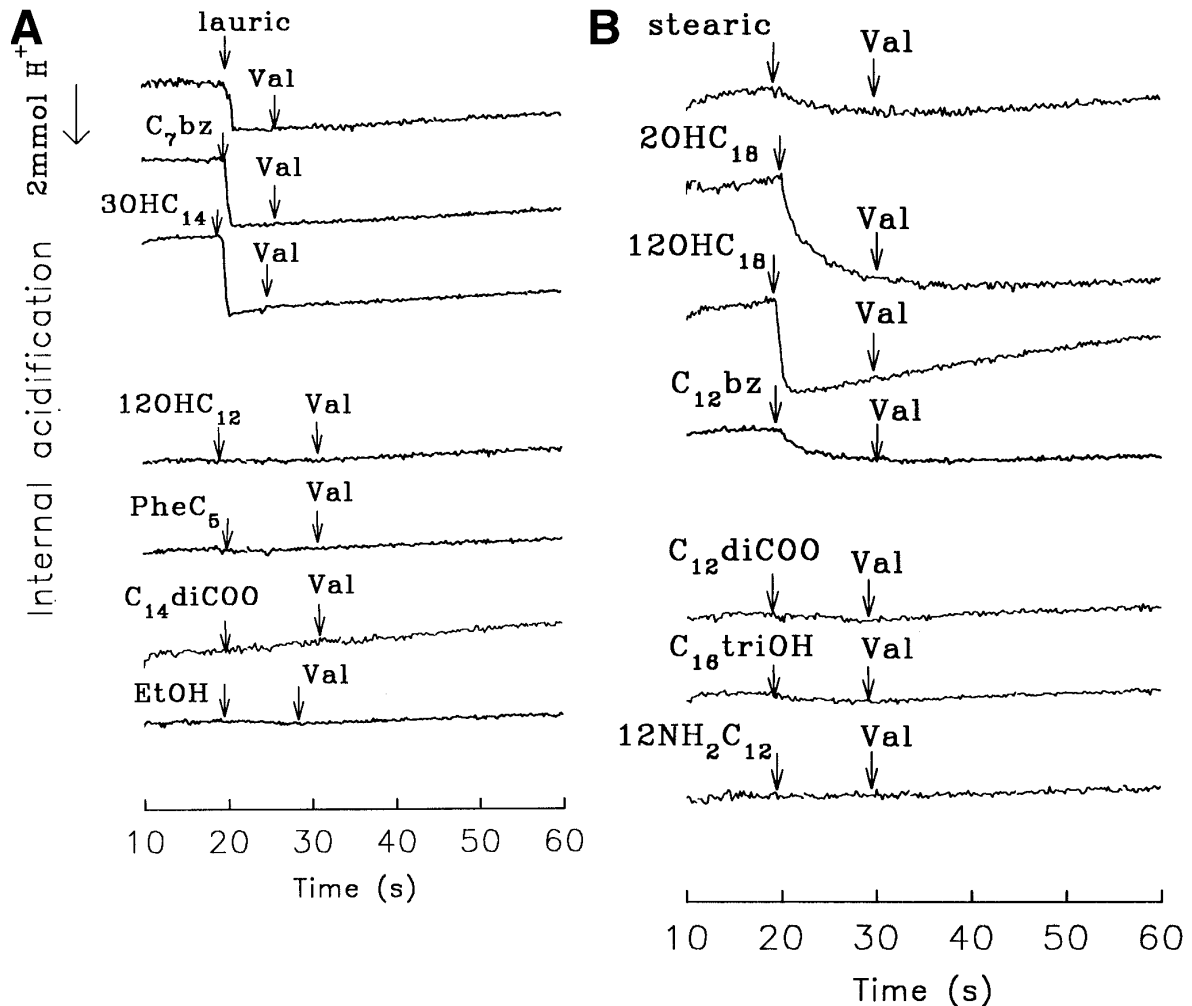 A
lauric
Val
C7bz
Val
3OHC14
Val
12OHC12
Val
PheC5
Val
C14diCOO
Val
EtOH
Val
Internal acidification 2mmol H+
10 20 30 40 50 60
Time (s)
B
stearic
Val
2OHC18
Val
12OHC18
Val
C12bz
Val
C12diCOO
Val
C16triOH
Val
12NH2C12
Val
10 20 30 40 50 60
Time (s)